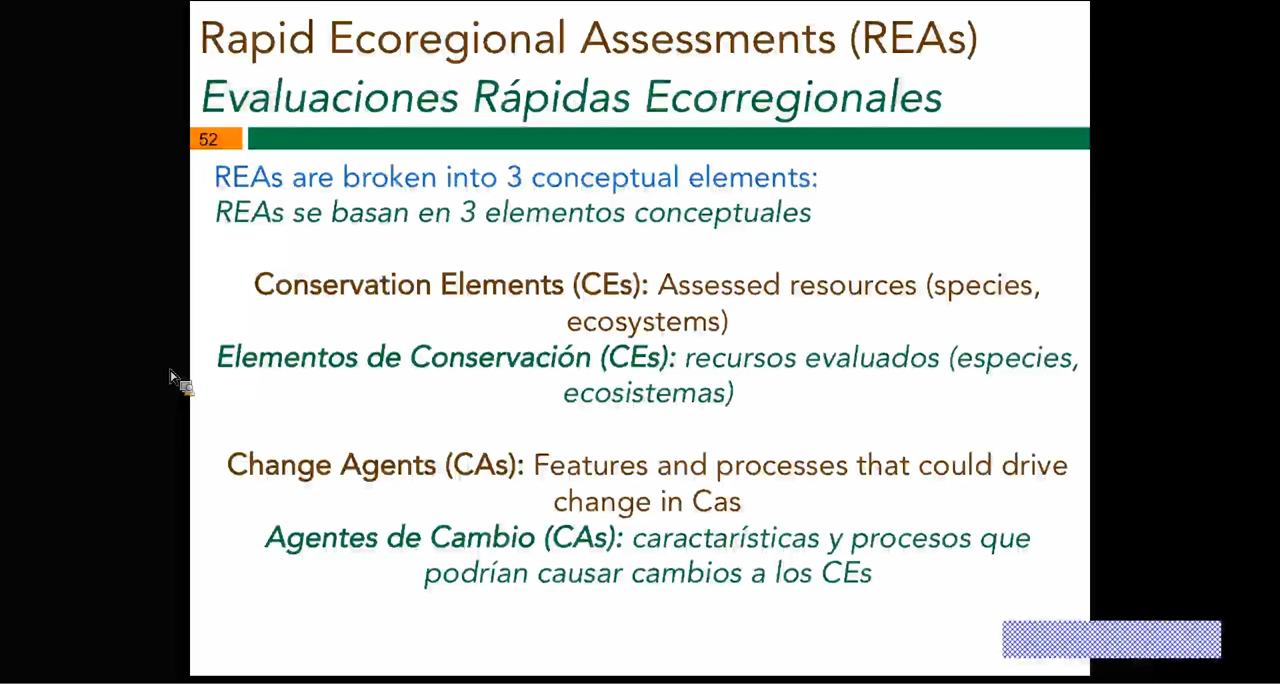 Rapid Ecoregional Assessments (REAs)
Evaluaciones Rápidas Ecorregionales
52
REAs are broken into 3 conceptual elements:
REAs se basan en 3 elementos conceptuales
Conservation Elements (CEs): Assessed resources (species,
ecosystems)
Elementos de Conservación (CEs): recursos evaluados (especies,
ecosistemas)
Change Agents (CAs): Features and processes that could drive
change in Cas
Agentes de Cambio (CAs): caractarísticas y procesos que
podrían causar cambios a los CEs